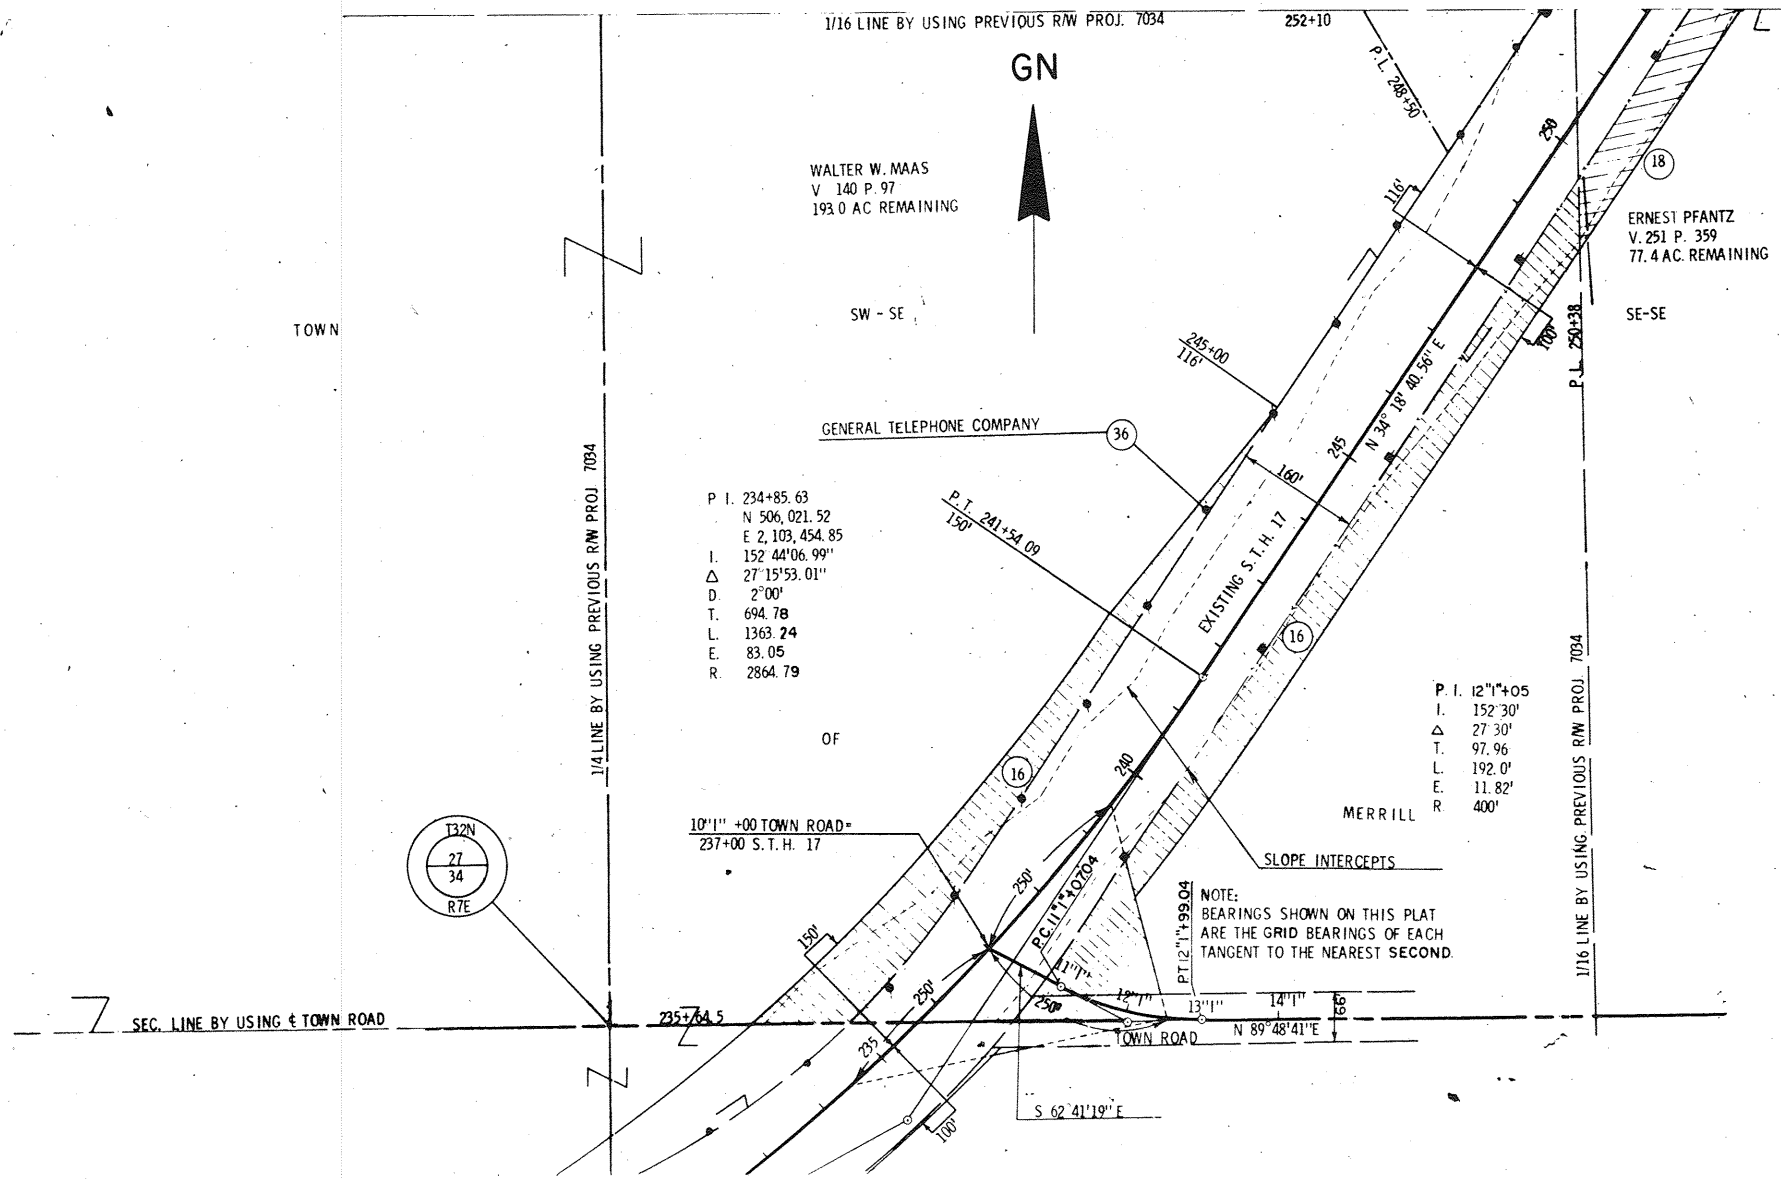 1/16 LINE BY USING PREVIOUS R/W PROJ. 7034
252+10
GN
P.L. 248+50
250
18
WALTER W. MAAS
V 140 P. 97
193.0 AC REMAINING
116'
ERNEST PFANTZ
V. 251 P. 359
77.4 AC. REMAINING
TOWN
SW - SE
SE-SE
100'
P.L. 250+38
245+00
116'
N 34° 18' 40.56" E
GENERAL TELEPHONE COMPANY
36
245
160'
P.T. 241+54.09
150'
EXISTING S.T.H. 17
1/4 LINE BY USING PREVIOUS R/W PROJ. 7034
P I. 234+85.63
N 506,021.52
E 2,103,454.85
I. 152 44'06.99"
Δ 27°15'53.01"
D. 2°00'
T. 694.78
L. 1363.24
E. 83.05
R. 2864.79
16
1/16 LINE BY USING PREVIOUS R/W PROJ. 7034
P. I. 12"1"+05
I. 152 30'
Δ 27 30'
T. 97.96
L. 192.0'
E. 11.82'
R 400'
OF
16
240
MERRILL
10"1" +00 TOWN ROAD=
237+00 S.T.H. 17
T32N
27
34
R7E
SLOPE INTERCEPTS
250'
P.C. 11"1"+07.04
PT 12"1"+99.04
NOTE:
BEARINGS SHOWN ON THIS PLAT
ARE THE GRID BEARINGS OF EACH
TANGENT TO THE NEAREST SECOND.
150'
11"1"
250'
250'
12"1"
13"1"
14"1"
66'
SEC. LINE BY USING ℄ TOWN ROAD
235+64.5
235
TOWN ROAD
N 89°48'41"E
S 62°41'19" E
100'